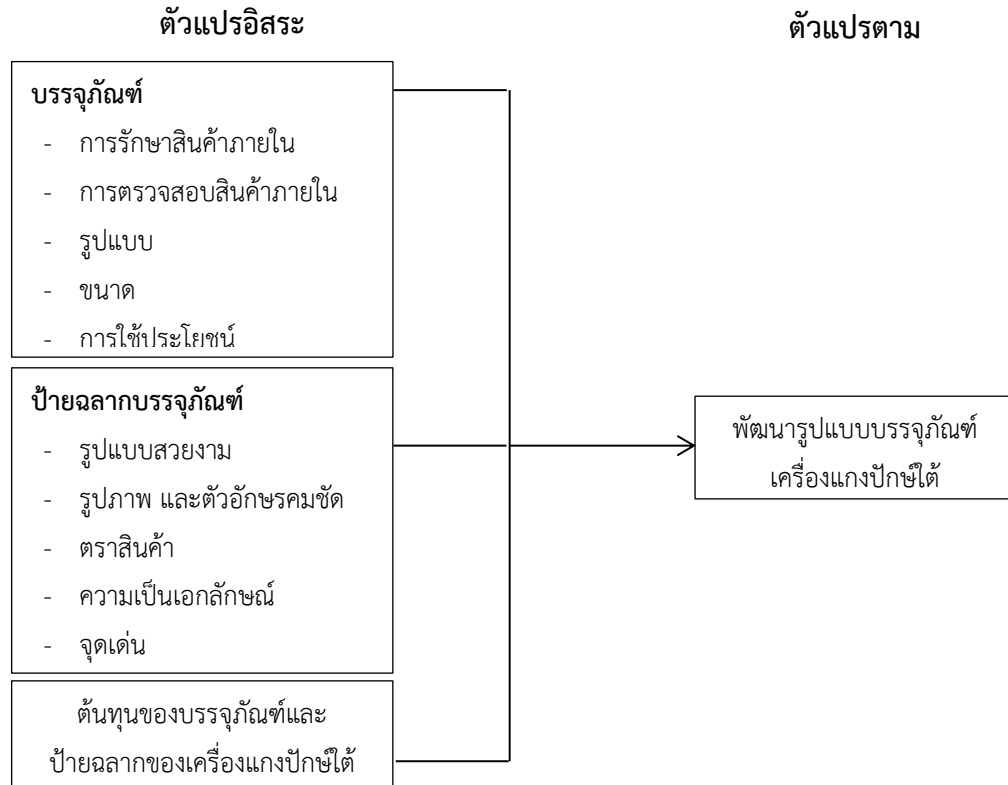 ตัวแปรอิสระ
ตัวแปรตาม
บรรจุภัณฑ์
- การรักษาสินค้าภายใน
- การตรวจสอบสินค้าภายใน
- รูปแบบ
- ขนาด
- การใช้ประโยชน์
ป้ายฉลากบรรจุภัณฑ์
- รูปแบบสวยงาม
- รูปภาพ และตัวอักษรคมชัด
- ตราสินค้า
- ความเป็นเอกลักษณ์
- จุดเด่น
ต้นทุนของบรรจุภัณฑ์และ
ป้ายฉลากของเครื่องแกงปักษ์ใต้
พัฒนารูปแบบบรรจุภัณฑ์
เครื่องแกงปักษ์ใต้